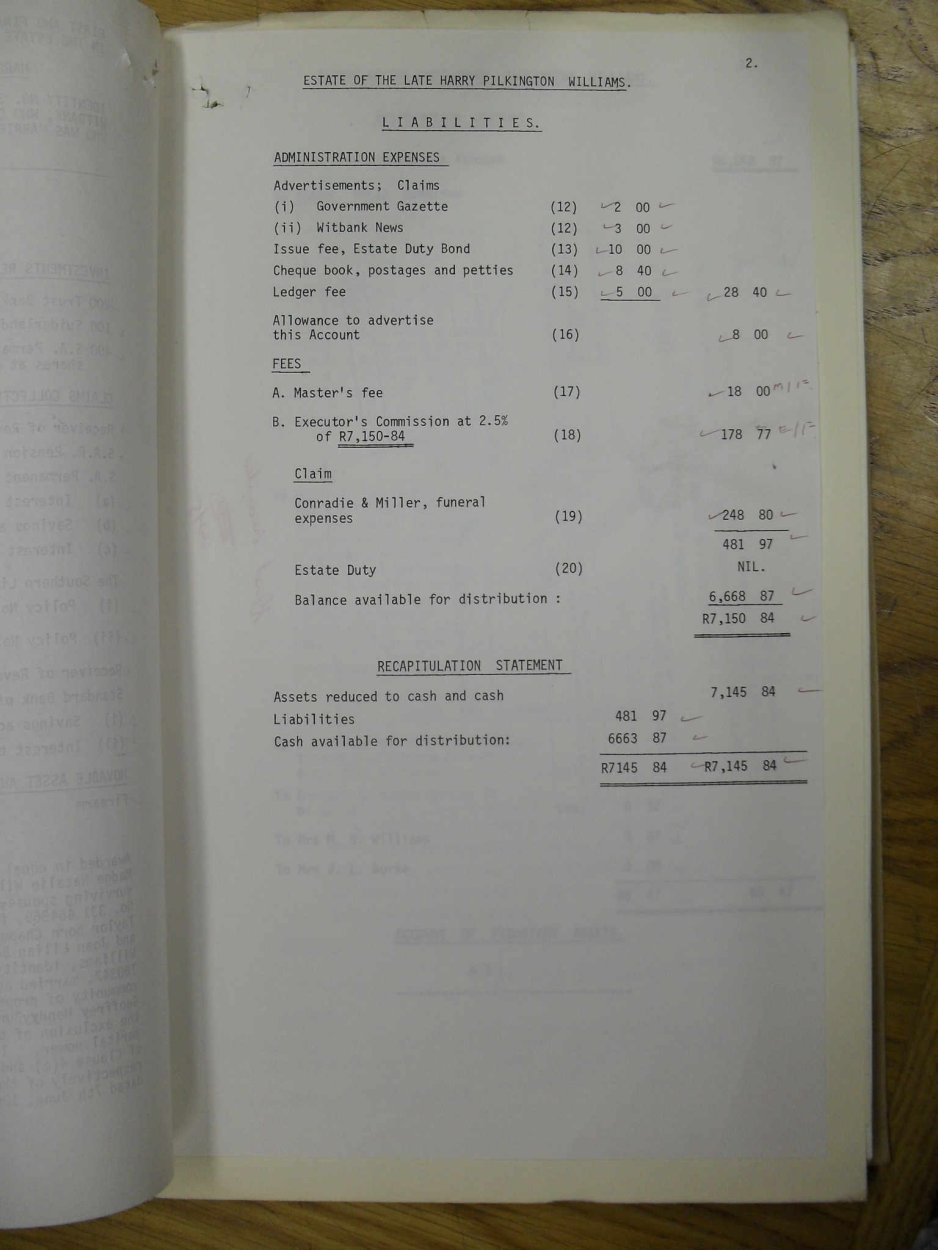 2.
ESTATE OF THE LATE HARRY PILKINGTON WILLIAMS.
L I A B I L I T I E S.
ADMINISTRATION EXPENSES
Advertisements; Claims
(i) Government Gazette (12) 2 00
(ii) Witbank News (12) 3 00
Issue fee, Estate Duty Bond (13) 10 00
Cheque book, postages and petties (14) 8 40
Ledger fee (15) 5 00 28 40
Allowance to advertise
this Account (16) 8 00
FEES
A. Master's fee (17) 18 00 M/F
B. Executor's Commission at 2.5%
of R7,150-84 (18) 178 77 E/F
Claim
Conradie & Miller, funeral
expenses (19) 248 80
481 97
Estate Duty (20) NIL.
Balance available for distribution : 6,668 87
R7,150 84
RECAPITULATION STATEMENT
Assets reduced to cash and cash 7,145 84
Liabilities 481 97
Cash available for distribution: 6663 87
R7145 84 R7,145 84